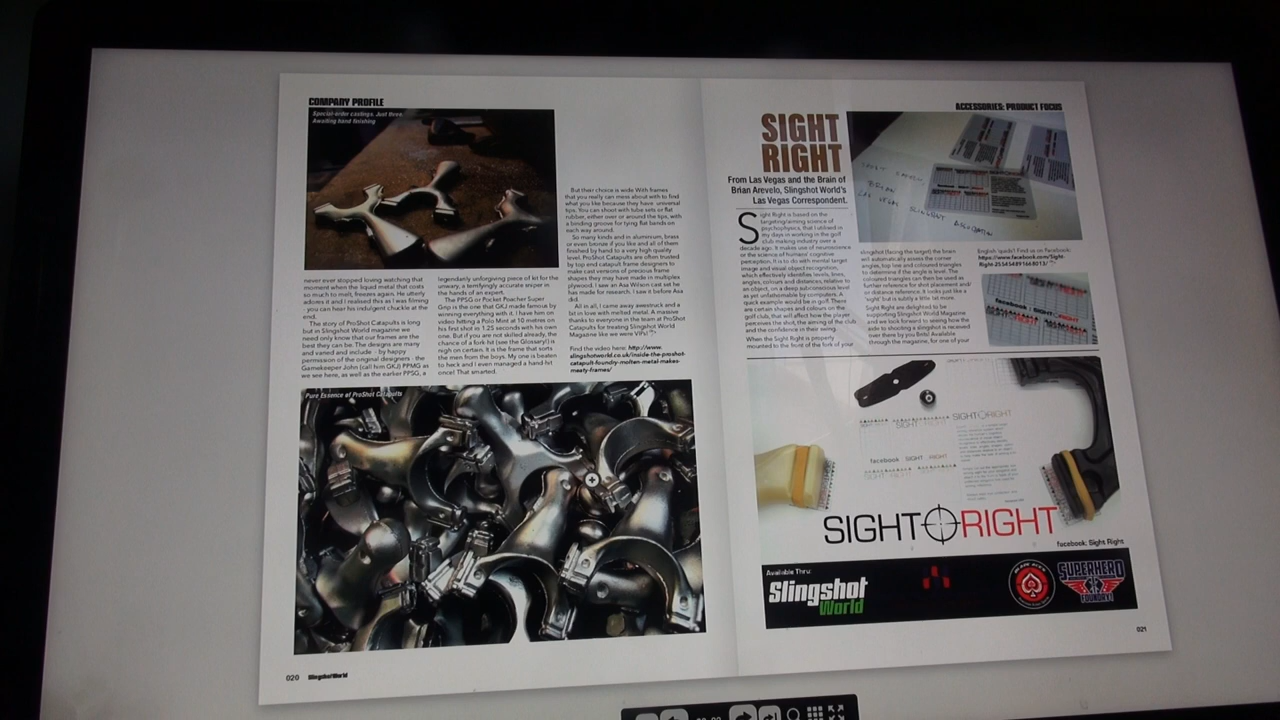 COMPANY PROFILE
Special-order castings. Just three.
Awaiting hand finishing
never ever stopped loving watching that
moment when the liquid metal that costs
so much to melt, freezes again. He utterly
adores it and I realised this as I was filming
- you can hear his indulgent chuckle at the
end.
The story of ProShot Catapults is long
but in Slingshot World magazine we
need only know that our frames are the
best they can be. The designs are many
and varied and include - by happy
permission of the original designers - the
Gamekeeper John (call him GKJ) PPMG as
we see here, as well as the earlier PPSG, a
legendarily unforgiving piece of kit for the
unwary, a terrifyingly accurate sniper in
the hands of an expert.
The PPSG or Pocket Poacher Super
Grip is the one that GKJ made famous by
winning everything with it. I have him on
video hitting a Polo Mint at 10 metres on
his first shot in 1.25 seconds with his own
one. But if you are not skilled already, the
chance of a fork hit (see the Glossary) is
nigh on certain. It is the frame that sorts
the men from the boys. My one is beaten
to heck and I even managed a hand-hit
once! That smarted.
But their choice is wide With frames
that you really can mess about with to find
what you like because they have universal
tips. You can shoot with tube sets or flat
rubber, either over or around the tips, with
a binding groove for tying flat bands on
each way around.
So many kinds and in aluminium, brass
or even bronze if you like and all of them
finished by hand to a very high quality
level. ProShot Catapults are often trusted
by top end catapult frame designers to
make cast versions of precious frame
shapes they may have made in multiplex
plywood. I saw an Asa Wilson cast set he
has made for research. I saw it before Asa
did.
All in all, I came away awestruck and a
bit in love with melted metal. A massive
thanks to everyone in the team at ProShot
Catapults for treating Slingshot World
Magazine like we were VIPs!
Find the video here: http://www.
slingshotworld.co.uk/inside-the-proshot-
catapult-foundry-molten-metal-makes-
meaty-frames/
Pure Essence of ProShot Catapults
020 SlingshotWorld
ACCESSORIES: PRODUCT FOCUS
SIGHT
RIGHT
From Las Vegas and the Brain of
Brian Arevelo, Slingshot World's
Las Vegas Correspondent.
Sight Right is based on the
targeting/aiming science of
psychophysics, that I utilised in
my days in working in the golf
club making industry over a
decade ago. It makes use of neuroscience
or the science of humans' cognitive
perception. It is to do with mental target
image and visual object recognition,
which effectively identifies levels, lines,
angles, colours and distances, relative to
an object, on a deep subconscious level
as yet unfathomable by computers. A
quick example would be in golf. There
are certain shapes and colours on the
golf club, that will affect how the player
perceives the shot, the aiming of the club
and the confidence in their swing.
When the Sight Right is properly
mounted to the front of the fork of your
slingshot (facing the target) the brain
will automatically assess the corner
angles, top line and coloured triangles
to determine if the angle is level. The
coloured triangles can then be used as
further reference for shot placement and/
or distance reference. It looks just like a
'sight' but is subtly a little bit more.
Sight Right are delighted to be
supporting Slingshot World Magazine
and we look forward to seeing how the
aide to shooting a slingshot is received
over there by you Brits! Available
through the magazine, for one of your
English 'quids'! Find us on Facebook:
https://www.facebook.com/Sight-
Right-255454891668013/
BRIAN
LAS VEGAS SLINGSHOT ASSOCIATION
facebook SIGHT RIGHT
SIGHT RIGHT
facebook SIGHT RIGHT
SIGHT RIGHT
facebook: Sight Right
Available Thru:
Slingshot
World
SUPERHERO
FOUNDRY
021